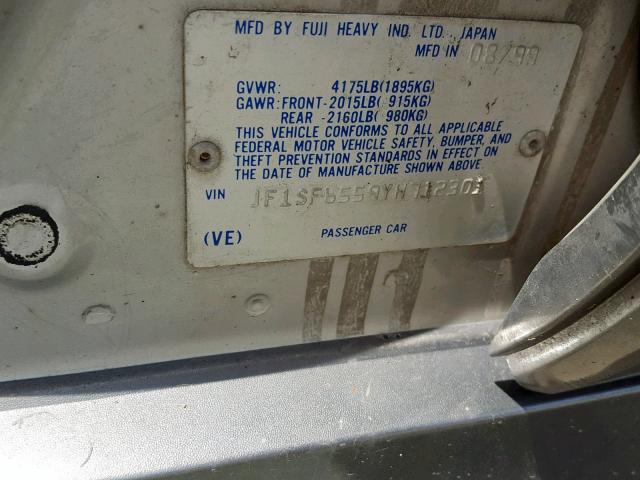 MFD BY FUJI HEAVY IND. LTD., JAPAN
MFD IN 08/99
GVWR: 4175LB(1895KG)
GAWR:FRONT-2015LB( 915KG)
REAR -2160LB( 980KG)
THIS VEHICLE CONFORMS TO ALL APPLICABLE
FEDERAL MOTOR VEHICLE SAFETY, BUMPER, AND
THEFT PREVENTION STANDARDS IN EFFECT ON
THE DATE OF MANUFACTURE SHOWN ABOVE.
VIN
(VE) PASSENGER CAR